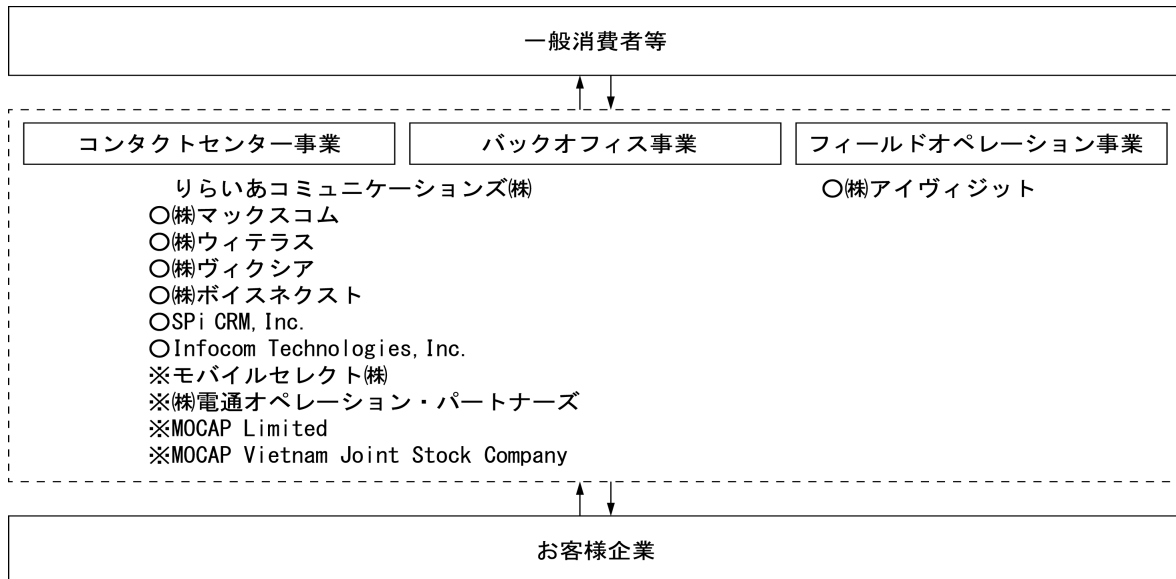 一般消費者等
コンタクトセンター事業
バックオフィス事業
フィールドオペレーション事業
りらいあコミュニケーションズ㈱
○㈱マックスコム
○㈱ウィテラス
○㈱ヴィクシア
○㈱ボイスネクスト
○SPi CRM,Inc.
○Infocom Technologies,Inc.
※モバイルセレクト㈱
※㈱電通オペレーション・パートナーズ
※MOCAP Limited
※MOCAP Vietnam Joint Stock Company
○㈱アイヴィジット
お客様企業